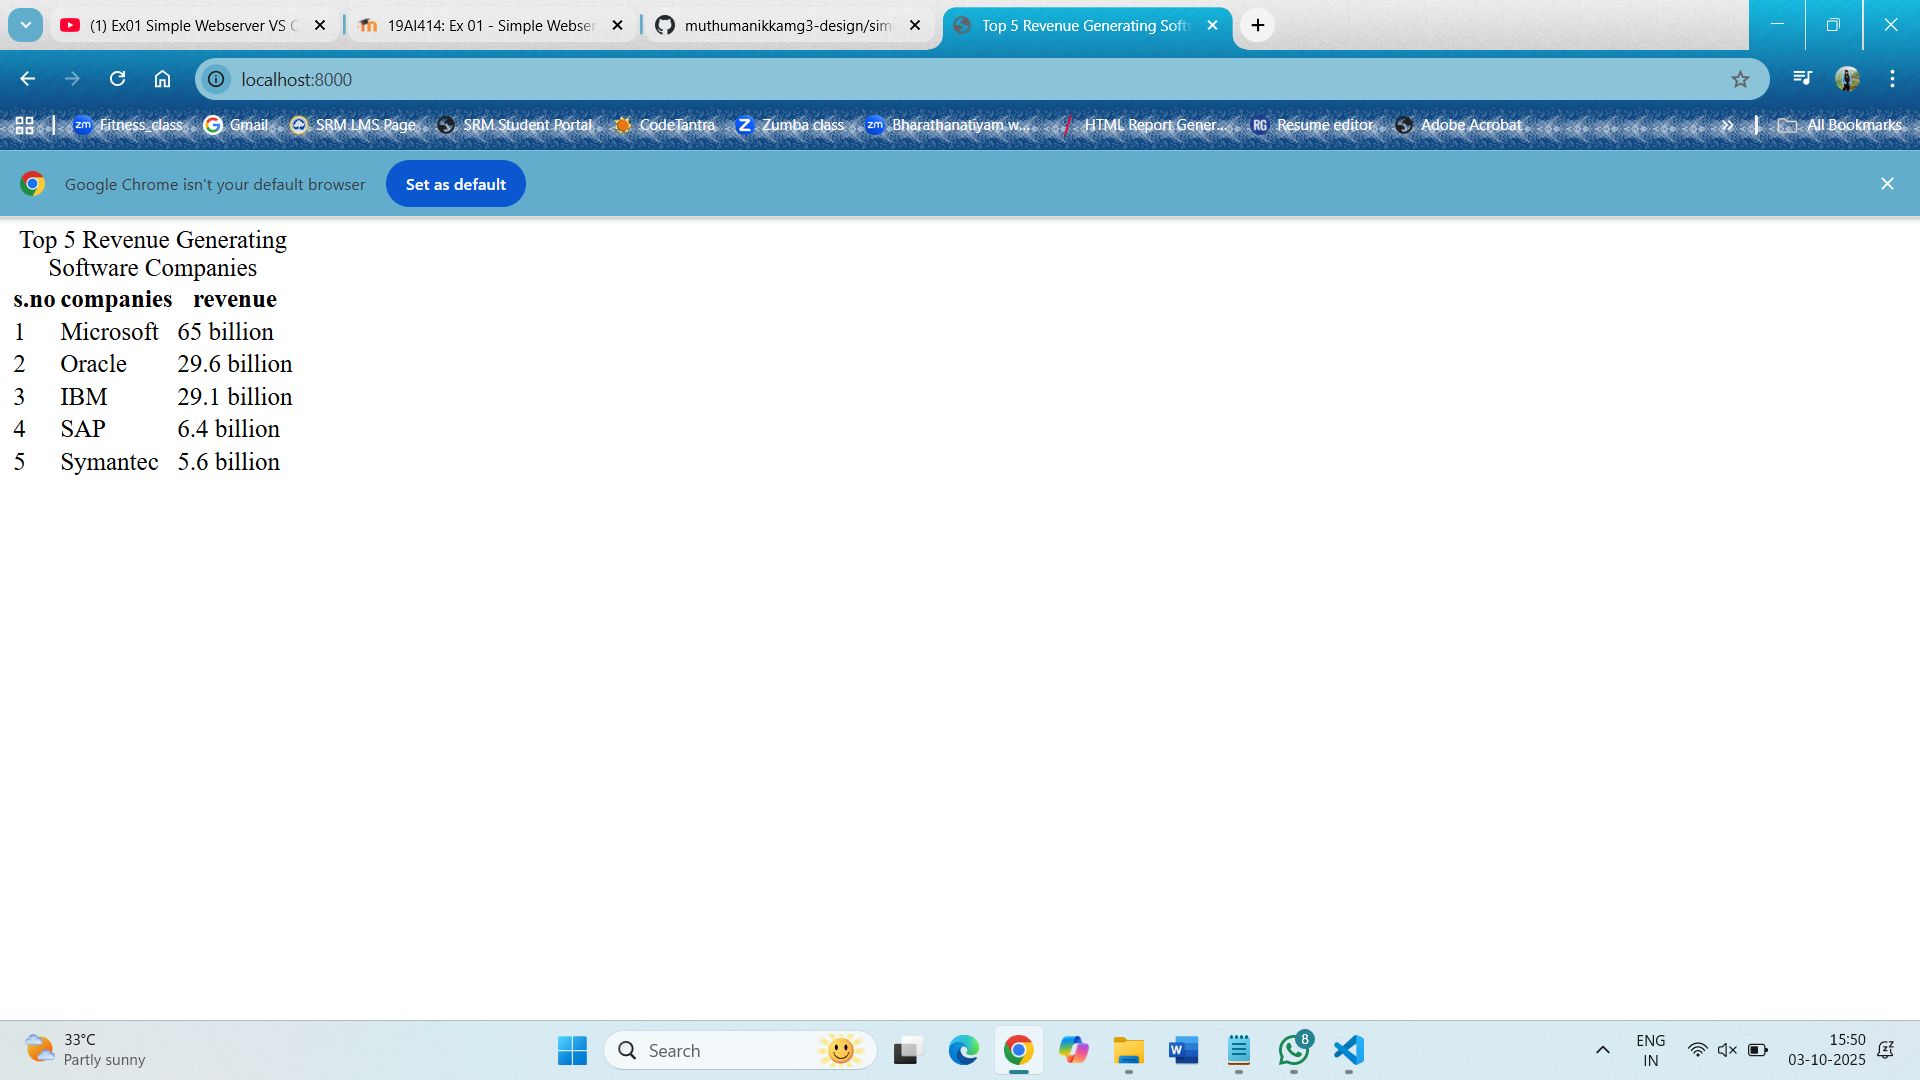 (1) Ex01 Simple Webserver VS C
19AI414: Ex 01 - Simple Webser
muthumanikkamg3-design/sim
Top 5 Revenue Generating Soft
localhost:8000
Fitness_class
Gmail
SRM LMS Page
SRM Student Portal
CodeTantra
Zumba class
Bharathanatiyam w...
HTML Report Gener...
Resume editor
Adobe Acrobat
All Bookmarks
Google Chrome isn't your default browser
Set as default
Top 5 Revenue Generating
Software Companies
s.no companies revenue
1 Microsoft 65 billion
2 Oracle 29.6 billion
3 IBM 29.1 billion
4 SAP 6.4 billion
5 Symantec 5.6 billion
33°C
Partly sunny
Search
8
ENG
IN
15:50
03-10-2025